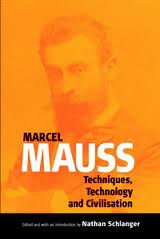 MARCEL
MAUSS
Techniques,
Technology
and Civilisation
Edited and with an introduction by Nathan Schlanger